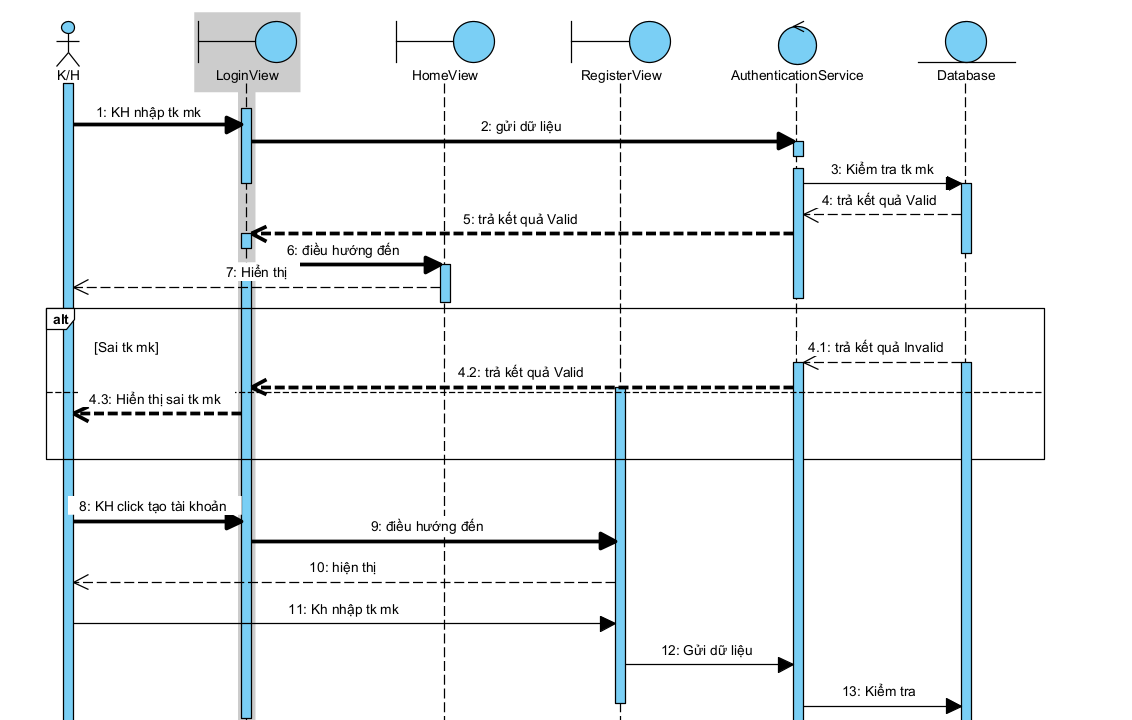 K/H
LoginView
HomeView
RegisterView
AuthenticationService
Database
1: KH nhập tk mk
2: gửi dữ liệu
3: Kiểm tra tk mk
4: trả kết quả Valid
5: trả kết quả Valid
6: điều hướng đến
7: Hiển thị
alt
[Sai tk mk]
4.1: trả kết quả Invalid
4.2: trả kết quả Valid
4.3: Hiển thị sai tk mk
8: KH click tạo tài khoản
9: điều hướng đến
10: hiện thị
11: Kh nhập tk mk
12: Gửi dữ liệu
13: Kiểm tra